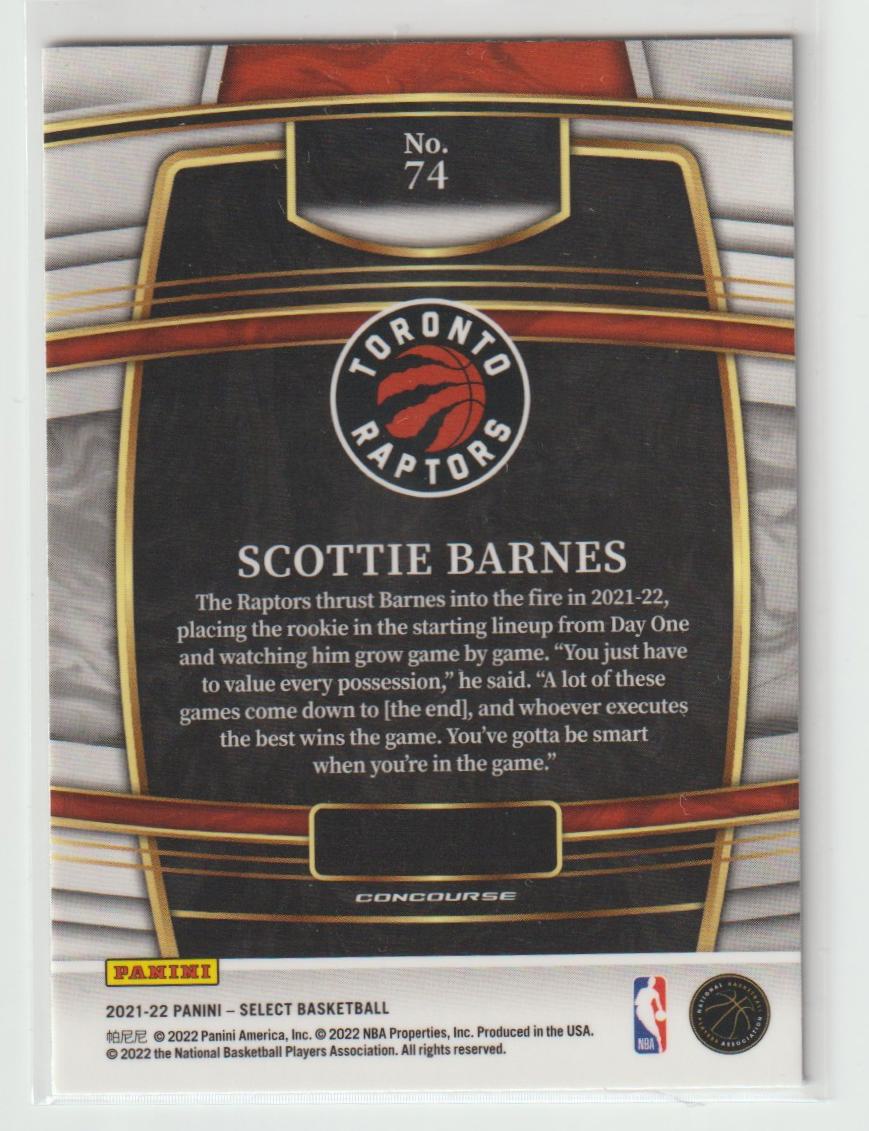 No.
74
TORONTO
RAPTORS
SCOTTIE BARNES
The Raptors thrust Barnes into the fire in 2021-22,
placing the rookie in the starting lineup from Day One
and watching him grow game by game. “You just have
to value every possession,” he said. “A lot of these
games come down to [the end], and whoever executes
the best wins the game. You’ve gotta be smart
when you’re in the game.”
CONCOURSE
PANINI
2021-22 PANINI – SELECT BASKETBALL
帕尼尼 © 2022 Panini America, Inc. © 2022 NBA Properties, Inc. Produced in the USA.
© 2022 the National Basketball Players Association. All rights reserved.
NBA
NATIONAL BASKETBALL
PLAYERS ASSOCIATION